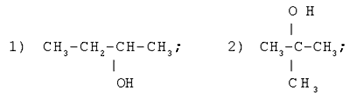 O H
|
1) CH₃–CH₂–CH–CH₃; 2) CH₃–C–CH₃;
| |
OH CH₃